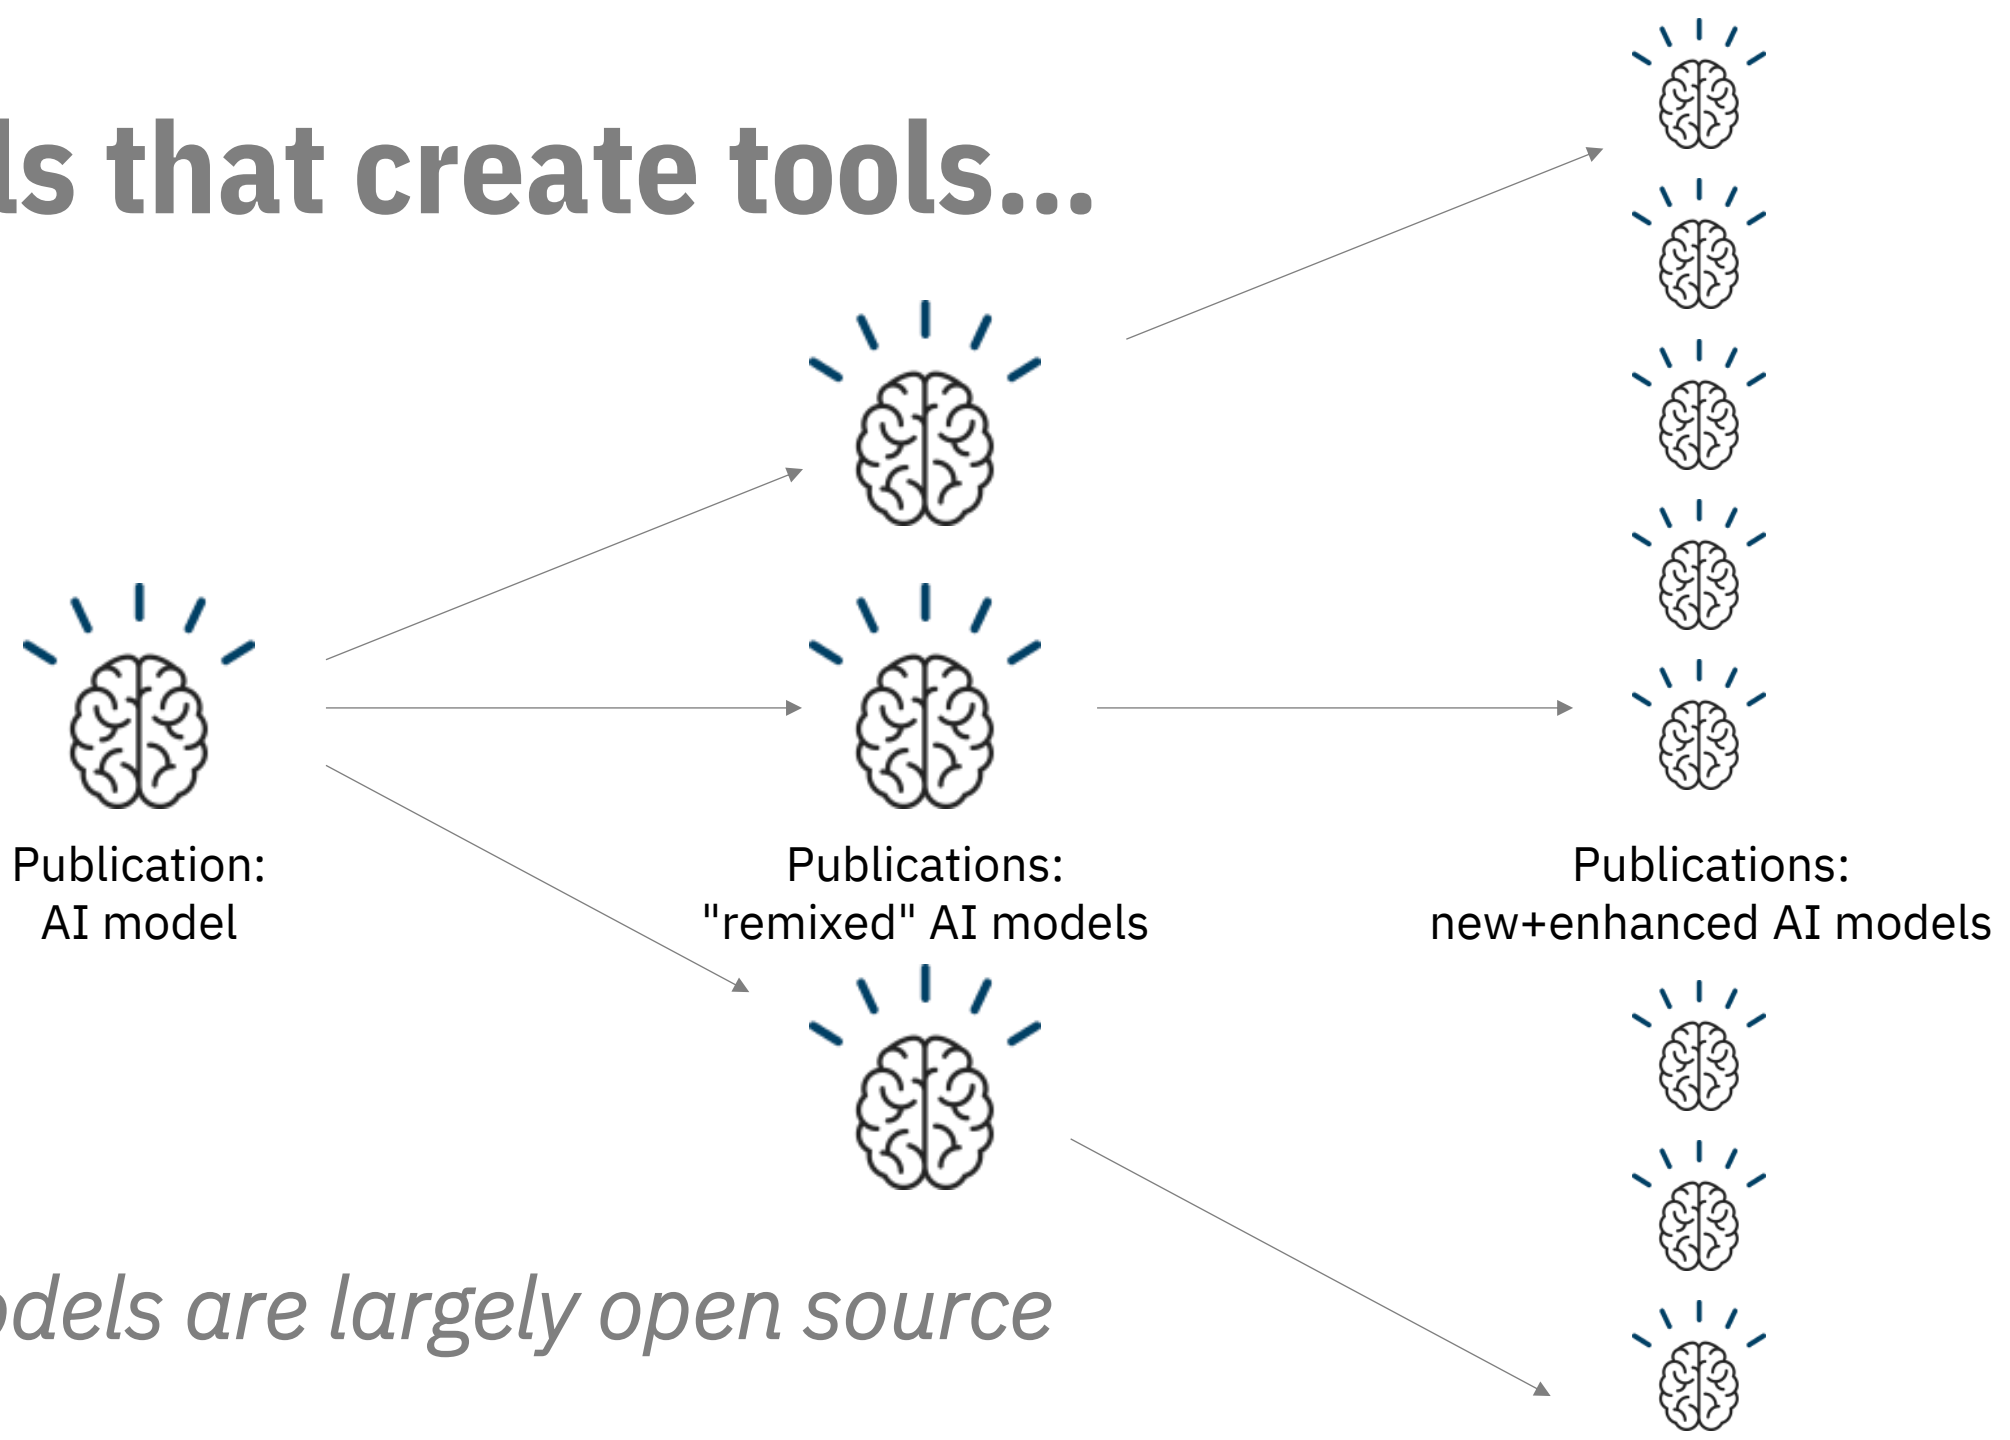 ls that create tools...
Publication:
AI model
Publications:
"remixed" AI models
Publications:
new+enhanced AI models
odels are largely open source